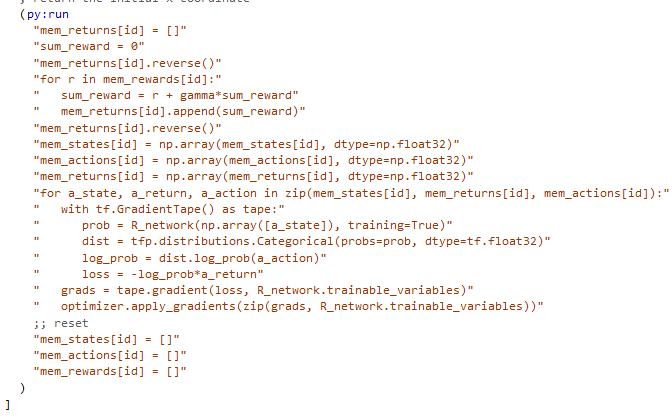 ; return the initial x coordinate
(py:run
"mem_returns[id] = []"
"sum_reward = 0"
"mem_returns[id].reverse()"
"for r in mem_rewards[id]:"
"   sum_reward = r + gamma*sum_reward"
"   mem_returns[id].append(sum_reward)"
"mem_returns[id].reverse()"
"mem_states[id] = np.array(mem_states[id], dtype=np.float32)"
"mem_actions[id] = np.array(mem_actions[id], dtype=np.float32)"
"mem_returns[id] = np.array(mem_returns[id], dtype=np.float32)"
"for a_state, a_return, a_action in zip(mem_states[id], mem_returns[id], mem_actions[id]):"
"   with tf.GradientTape() as tape:"
"      prob = R_network(np.array([a_state]), training=True)"
"      dist = tfp.distributions.Categorical(probs=prob, dtype=tf.float32)"
"      log_prob = dist.log_prob(a_action)"
"      loss = -log_prob*a_return"
"   grads = tape.gradient(loss, R_network.trainable_variables)"
"   optimizer.apply_gradients(zip(grads, R_network.trainable_variables))"
;; reset
"mem_states[id] = []"
"mem_actions[id] = []"
"mem_rewards[id] = []"
)
]